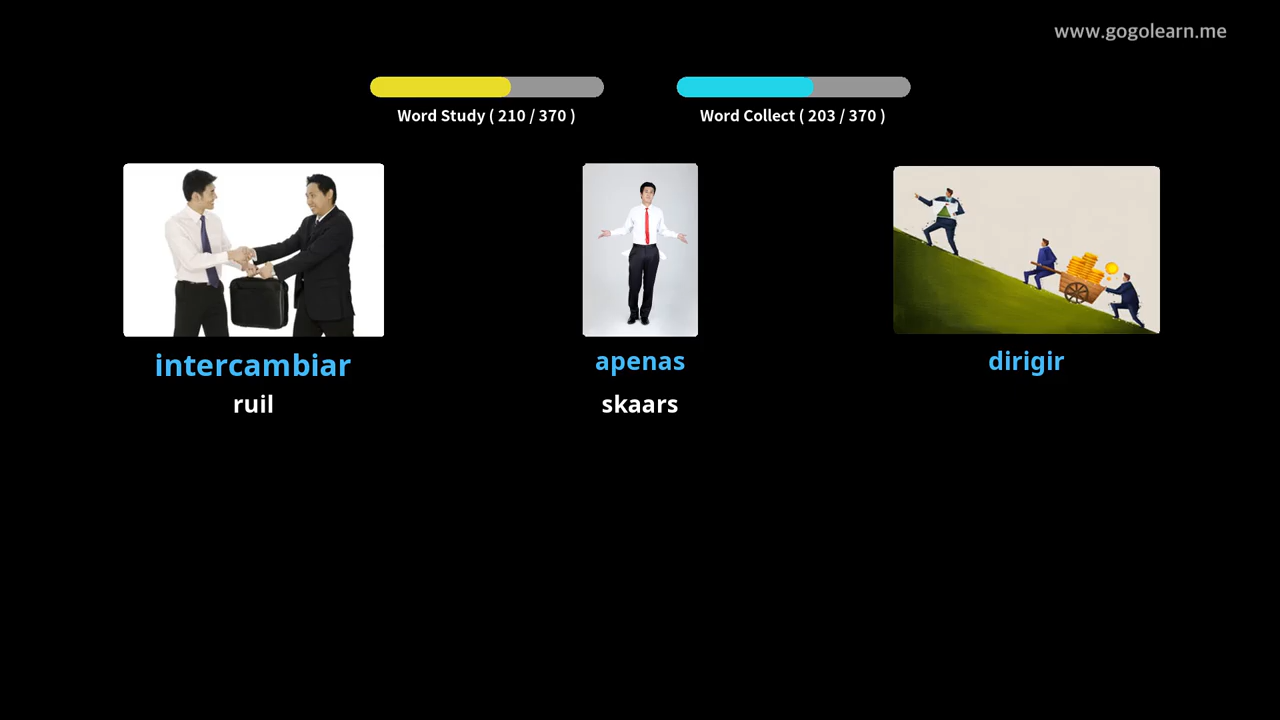 www.gogolearn.me
Word Study ( 210 / 370 )
Word Collect ( 203 / 370 )
intercambiar
apenas
dirigir
ruil
skaars